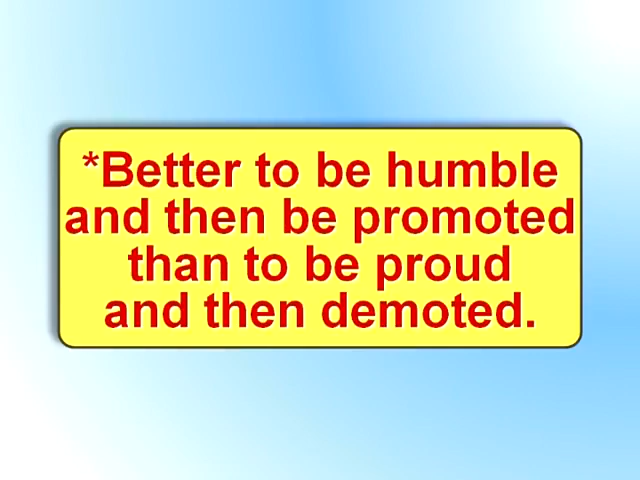 *Better to be humble
and then be promoted
than to be proud
and then demoted.